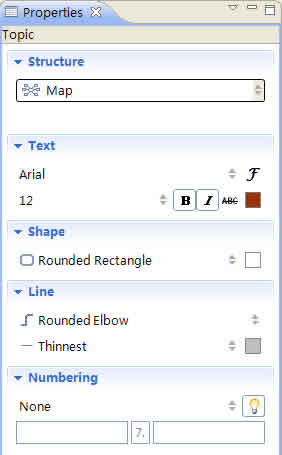 Properties
Topic
Structure
Map
Text
Arial
F
12
B I ABC
Shape
Rounded Rectangle
Line
Rounded Elbow
Thinnest
Numbering
None
7.